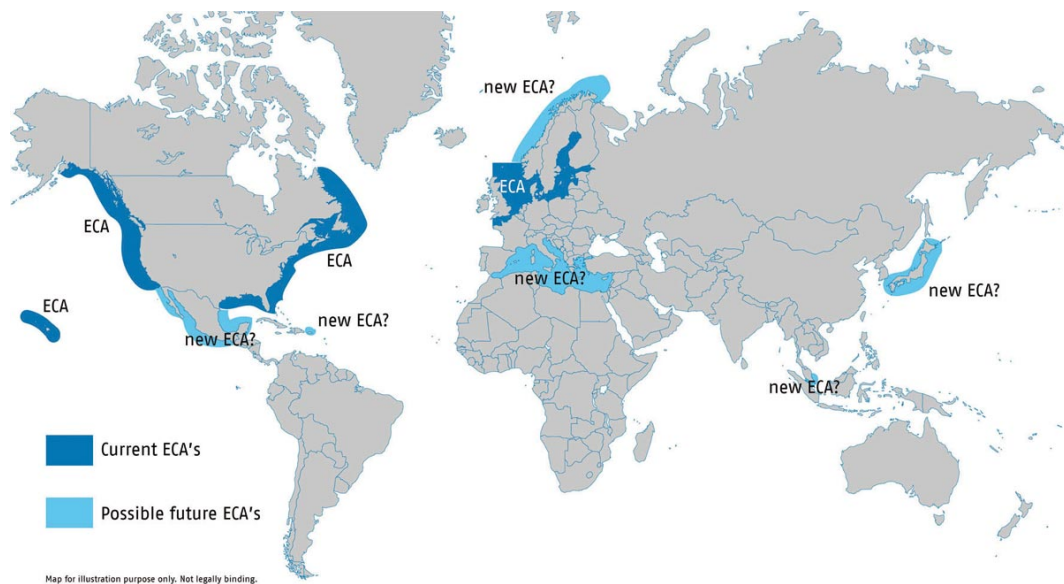 new ECA?
ECA
ECA
ECA
new ECA?
new ECA?
ECA
new ECA?
new ECA?
new ECA?
Current ECA's
Possible future ECA's
Map for illustration purpose only. Not legally binding.